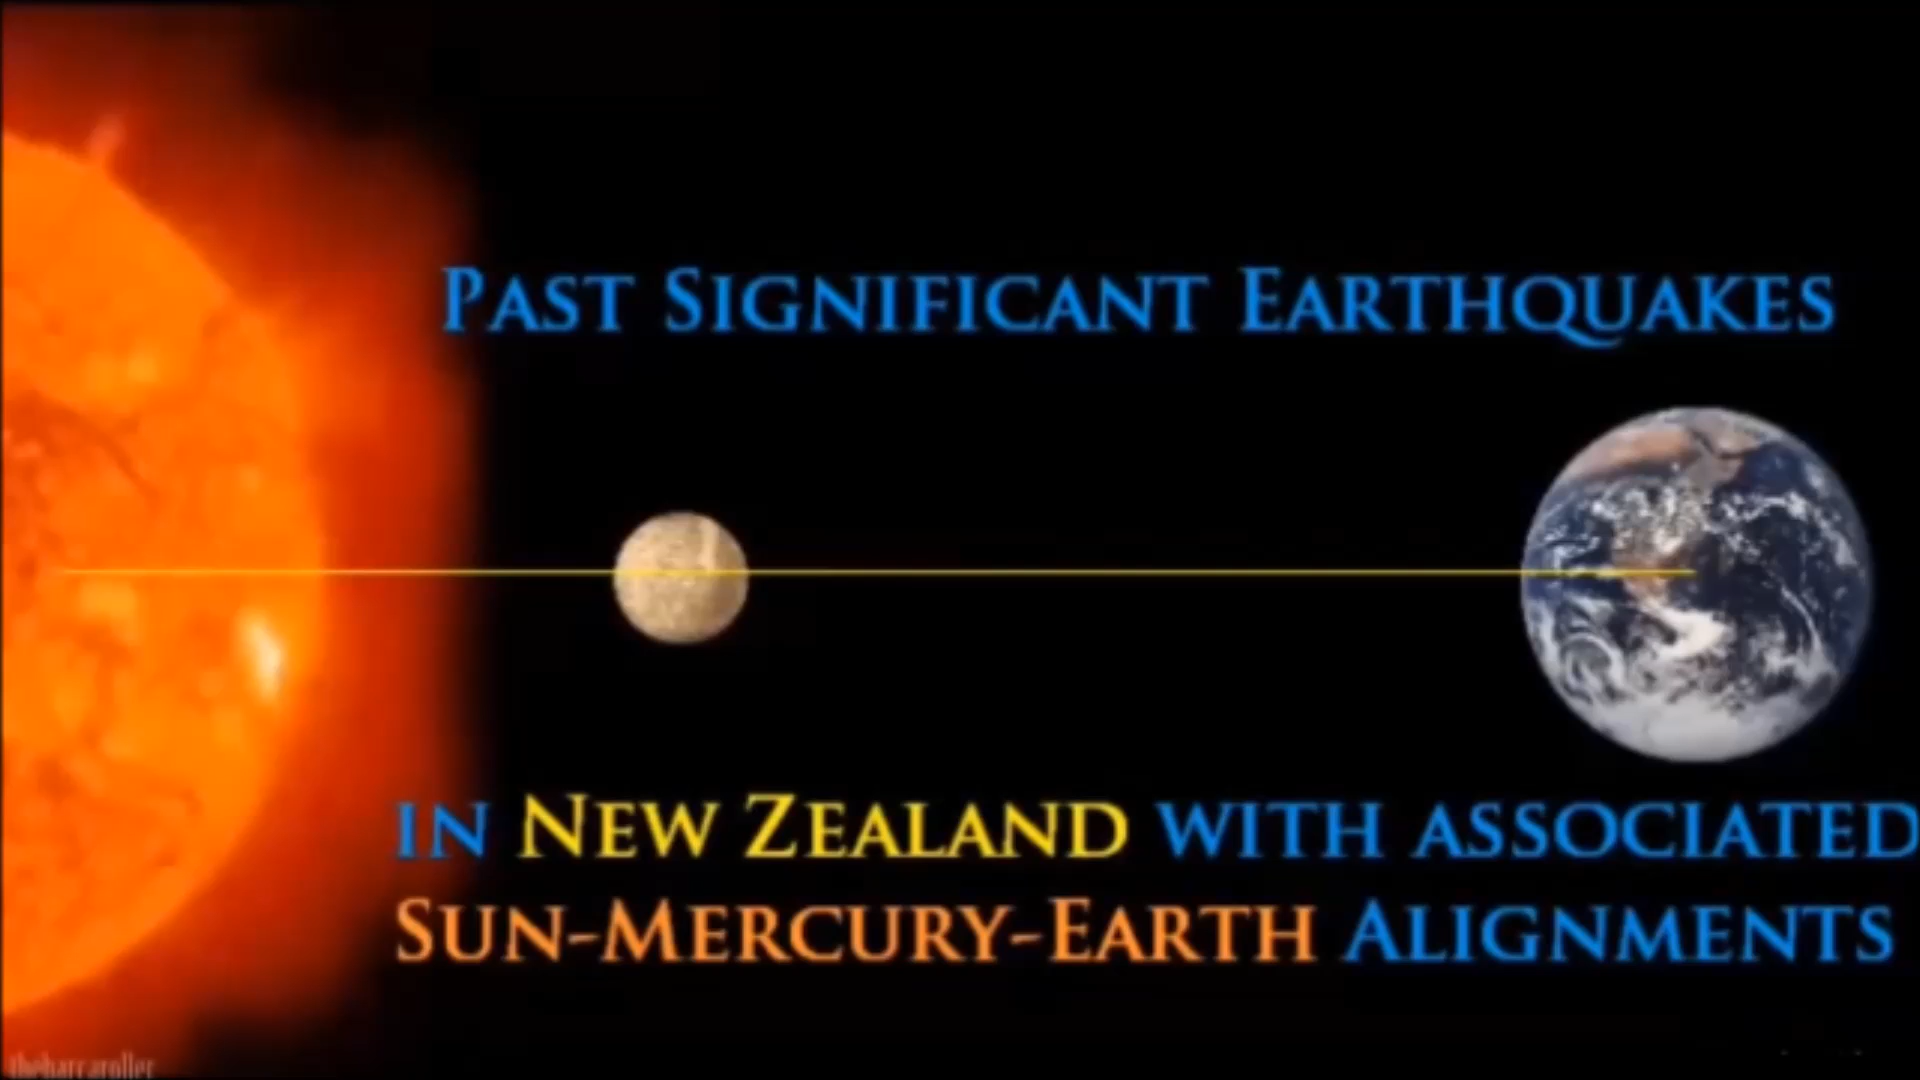 Past Significant Earthquakes
in New Zealand with associated
Sun-Mercury-Earth Alignments